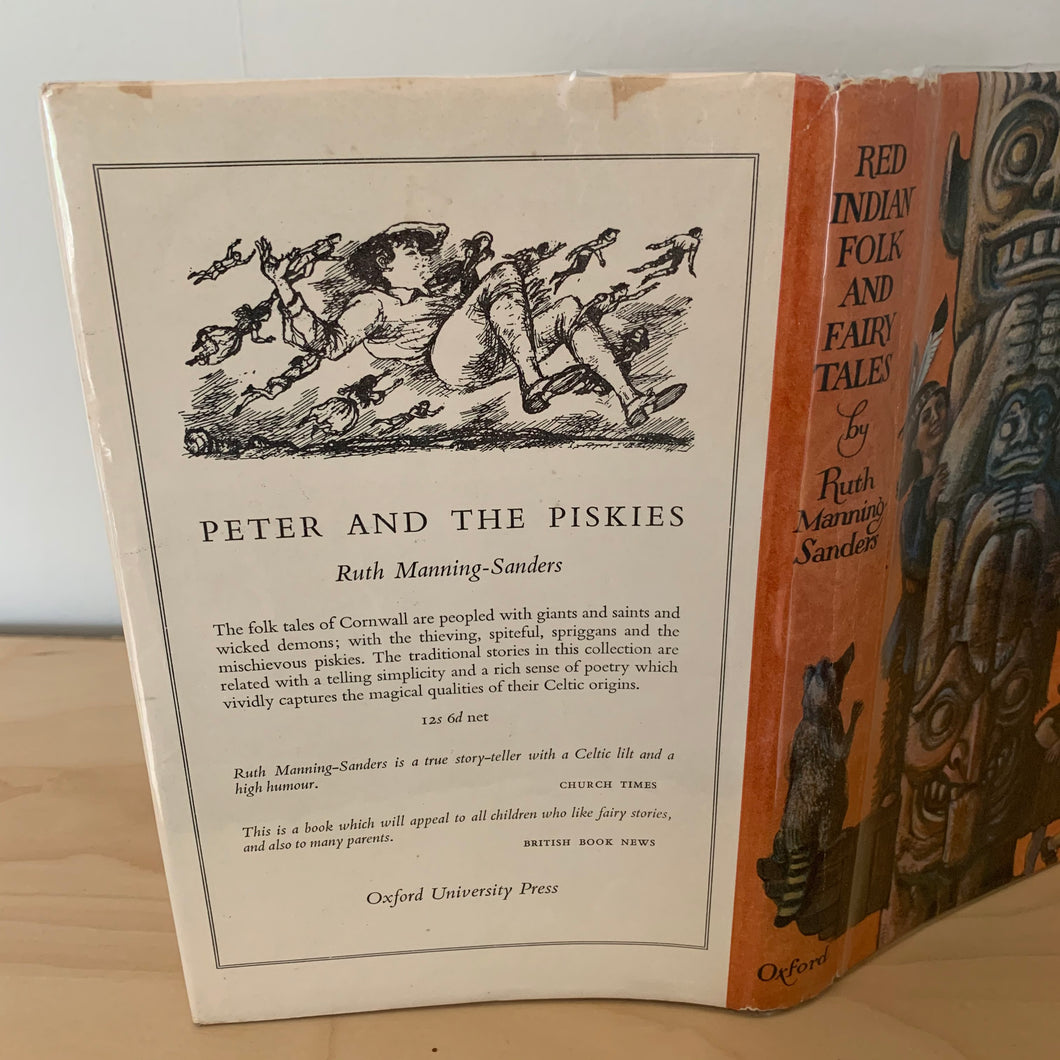 PETER AND THE PISKIES
Ruth Manning-Sanders
The folk tales of Cornwall are peopled with giants and saints and
wicked demons; with the thieving, spiteful, spriggans and the
mischievous piskies. The traditional stories in this collection are
related with a telling simplicity and a rich sense of poetry which
vividly captures the magical qualities of their Celtic origins.
12s 6d net
Ruth Manning-Sanders is a true story-teller with a Celtic lilt and a
high humour. CHURCH TIMES
This is a book which will appeal to all children who like fairy stories,
and also to many parents. BRITISH BOOK NEWS
Oxford University Press
RED
INDIAN
FOLK
AND
FAIRY
TALES
by
Ruth
Manning-
Sanders
Oxford